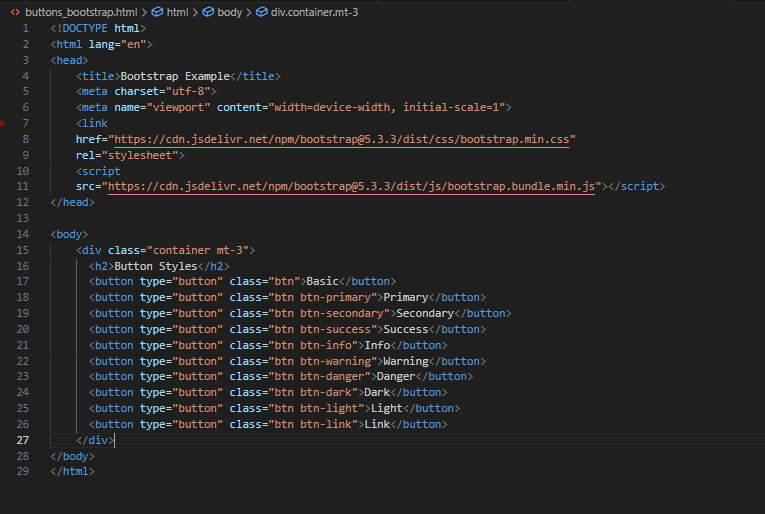 buttons_bootstrap.html > html > body > div.container.mt-3
1 <!DOCTYPE html>
2 <html lang="en">
3 <head>
4 <title>Bootstrap Example</title>
5 <meta charset="utf-8">
6 <meta name="viewport" content="width=device-width, initial-scale=1">
7 <link
8 href="https://cdn.jsdelivr.net/npm/bootstrap@5.3.3/dist/css/bootstrap.min.css"
9 rel="stylesheet">
10 <script
11 src="https://cdn.jsdelivr.net/npm/bootstrap@5.3.3/dist/js/bootstrap.bundle.min.js"></script>
12 </head>
13
14 <body>
15 <div class="container mt-3">
16 <h2>Button Styles</h2>
17 <button type="button" class="btn">Basic</button>
18 <button type="button" class="btn btn-primary">Primary</button>
19 <button type="button" class="btn btn-secondary">Secondary</button>
20 <button type="button" class="btn btn-success">Success</button>
21 <button type="button" class="btn btn-info">Info</button>
22 <button type="button" class="btn btn-warning">Warning</button>
23 <button type="button" class="btn btn-danger">Danger</button>
24 <button type="button" class="btn btn-dark">Dark</button>
25 <button type="button" class="btn btn-light">Light</button>
26 <button type="button" class="btn btn-link">Link</button>
27 </div>
28 </body>
29 </html>